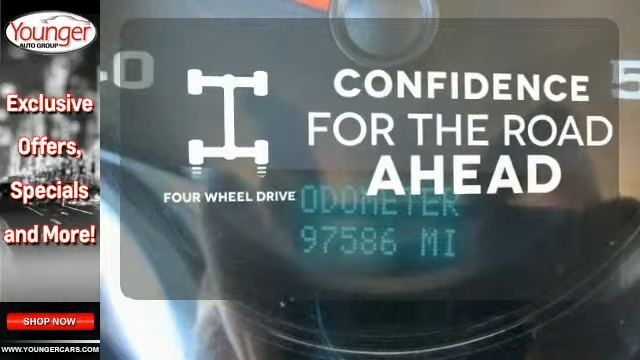 Younger
AUTO GROUP
Exclusive
Offers,
Specials
and More!
SHOP NOW
WWW.YOUNGERCARS.COM
CONFIDENCE
FOR THE ROAD
AHEAD
FOUR WHEEL DRIVE
ODOMETER
97586 MI